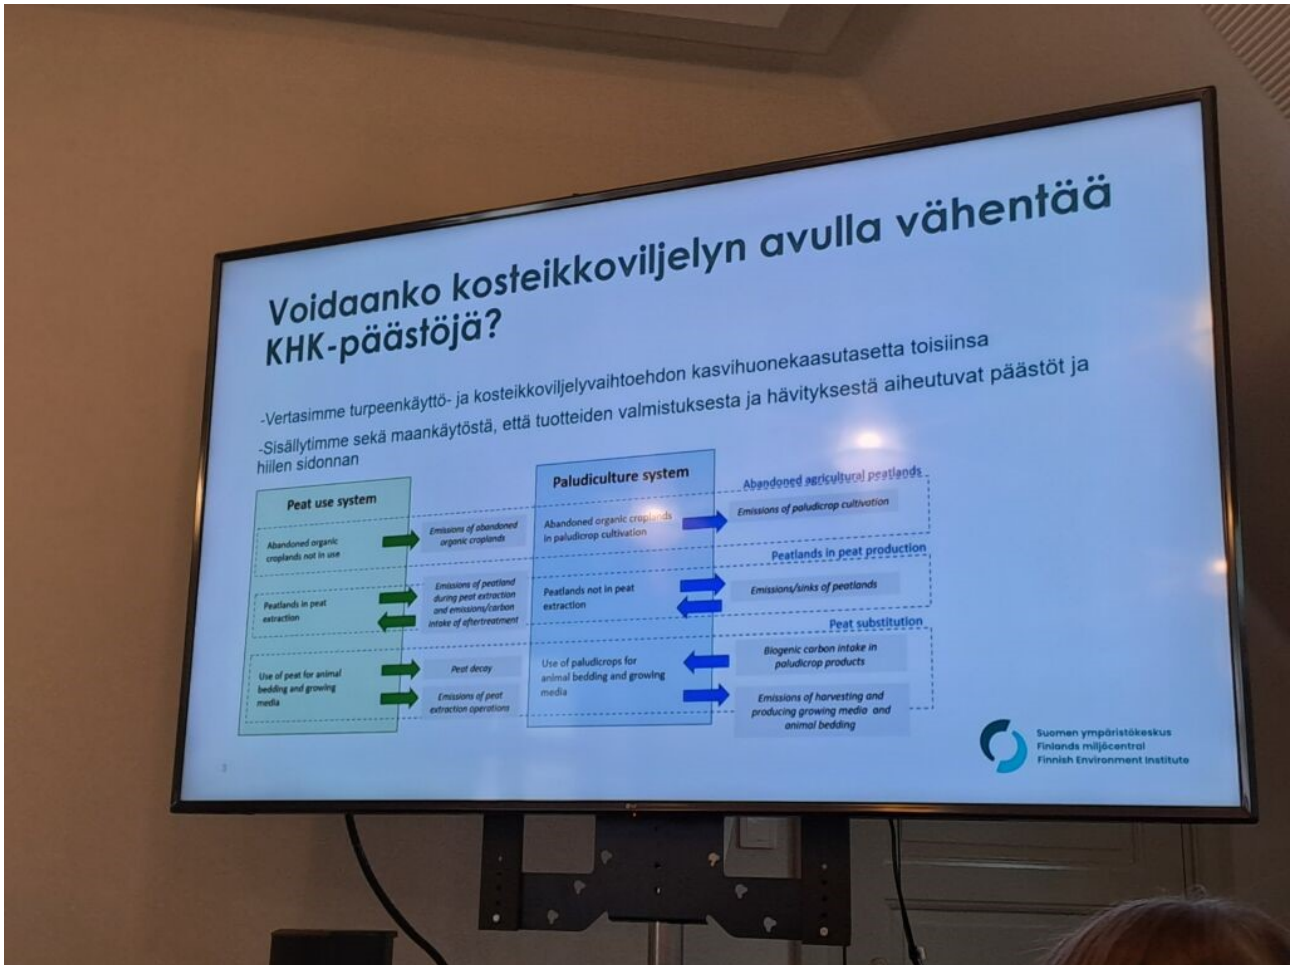 Voidaanko kosteikkoviljelyn avulla vähentää
KHK-päästöjä?
-Vertasimme turpeenkäyttö- ja kosteikkoviljelyvaihtoehdon kasvihuonekaasutasetta toisiinsa
-Sisällytimme sekä maankäytöstä, että tuotteiden valmistuksesta ja hävityksestä aiheutuvat päästöt ja
hiilen sidonnan
Peat use system
Paludiculture system
Abandoned agricultural peatlands
Abandoned organic
croplands not in use
Emissions of abandoned
organic croplands
Abandoned organic croplands
in paludicrop cultivation
Emissions of paludicrop cultivation
Peatlands in peat production
Peatlands in peat
extraction
Emissions of peatland
during peat extraction
and emissions/carbon
intake of aftertreatment
Peatlands not in peat
extraction
Emissions/sinks of peatlands
Peat substitution
Use of peat for animal
bedding and growing
media
Peat decay
Emissions of peat
extraction operations
Use of paludicrops for
animal bedding and growing
media
Biogenic carbon intake in
paludicrop products
Emissions of harvesting and
producing growing media and
animal bedding
3
Suomen ympäristökeskus
Finlands miljöcentral
Finnish Environment Institute